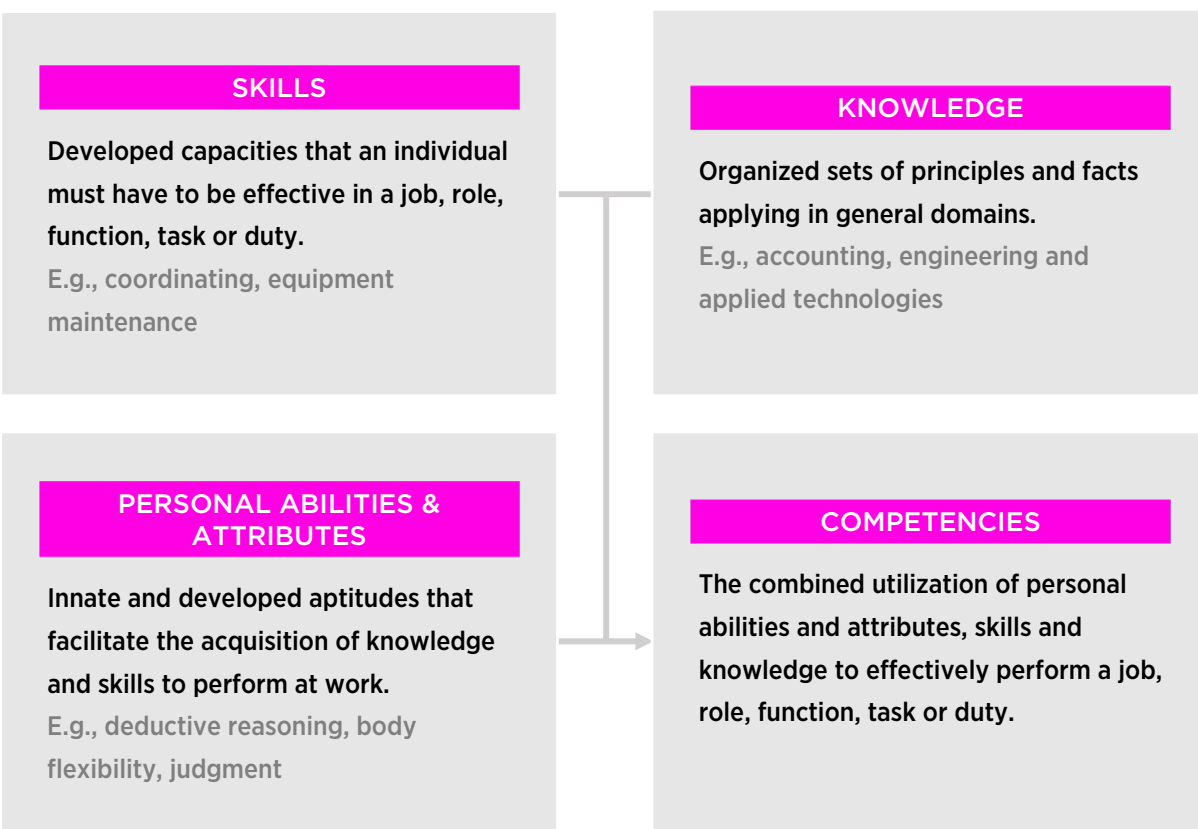 SKILLS
Developed capacities that an individual
must have to be effective in a job, role,
function, task or duty.
E.g., coordinating, equipment
maintenance
KNOWLEDGE
Organized sets of principles and facts
applying in general domains.
E.g., accounting, engineering and
applied technologies
PERSONAL ABILITIES &
ATTRIBUTES
Innate and developed aptitudes that
facilitate the acquisition of knowledge
and skills to perform at work.
E.g., deductive reasoning, body
flexibility, judgment
COMPETENCIES
The combined utilization of personal
abilities and attributes, skills and
knowledge to effectively perform a job,
role, function, task or duty.